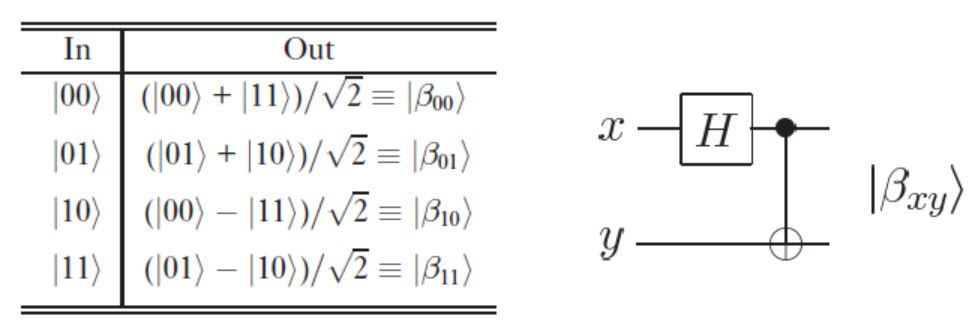 In Out
|00⟩ (|00⟩ + |11⟩)/√2 ≡ |β₀₀⟩
|01⟩ (|01⟩ + |10⟩)/√2 ≡ |β₀₁⟩
|10⟩ (|00⟩ − |11⟩)/√2 ≡ |β₁₀⟩
|11⟩ (|01⟩ − |10⟩)/√2 ≡ |β₁₁⟩
x H
y
|βxy⟩